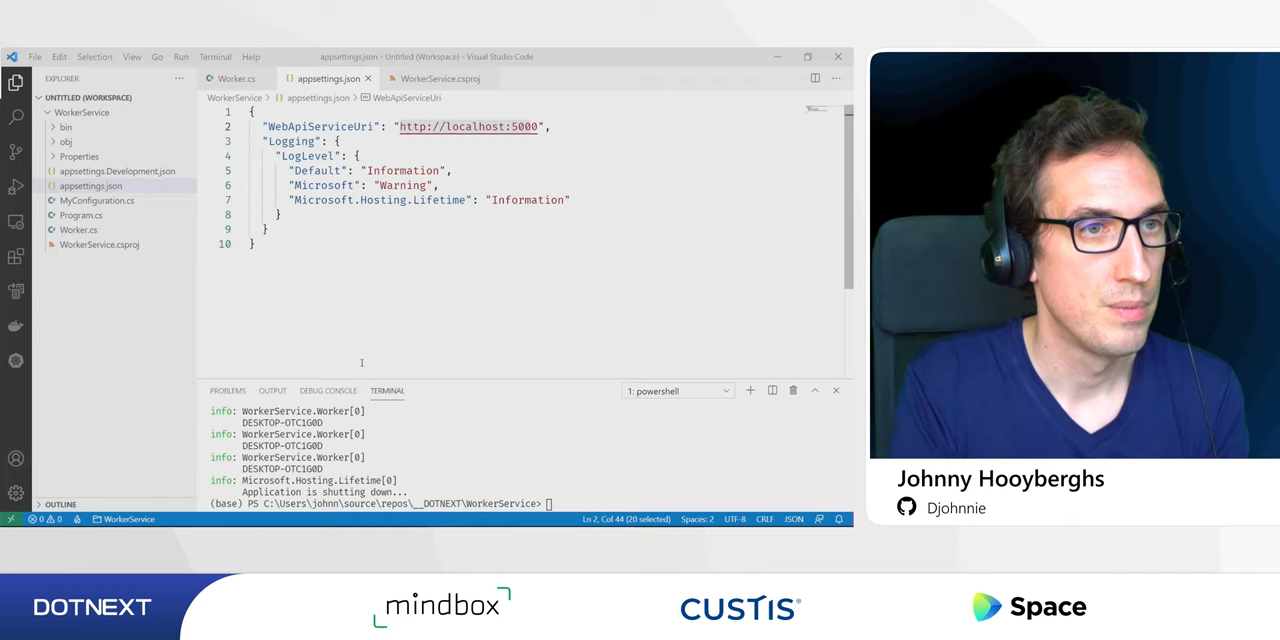 File Edit Selection View Go Run Terminal Help
appsettings.json - Untitled (Workspace) - Visual Studio Code
EXPLORER
UNTITLED (WORKSPACE)
WorkerService
bin
obj
Properties
appsettings.Development.json
appsettings.json
MyConfiguration.cs
Program.cs
Worker.cs
WorkerService.csproj
OUTLINE
Worker.cs appsettings.json WorkerService.csproj
WorkerService > appsettings.json > WebApiServiceUri
1 {
2 "WebApiServiceUri": "http://localhost:5000",
3 "Logging": {
4 "LogLevel": {
5 "Default": "Information",
6 "Microsoft": "Warning",
7 "Microsoft.Hosting.Lifetime": "Information"
8 }
9 }
10 }
PROBLEMS OUTPUT DEBUG CONSOLE TERMINAL
1: powershell
info: WorkerService.Worker[0]
DESKTOP-OTC1G0D
info: WorkerService.Worker[0]
DESKTOP-OTC1G0D
info: WorkerService.Worker[0]
DESKTOP-OTC1G0D
info: Microsoft.Hosting.Lifetime[0]
Application is shutting down...
(base) PS C:\Users\johnn\source\repos\__DOTNEXT\WorkerService>
0 0 WorkerService
Ln 2, Col 44 (20 selected) Spaces: 2 UTF-8 CRLF JSON
Johnny Hooyberghs
Djohnnie
DOTNEXT
mindbox
CUSTIS®
Space